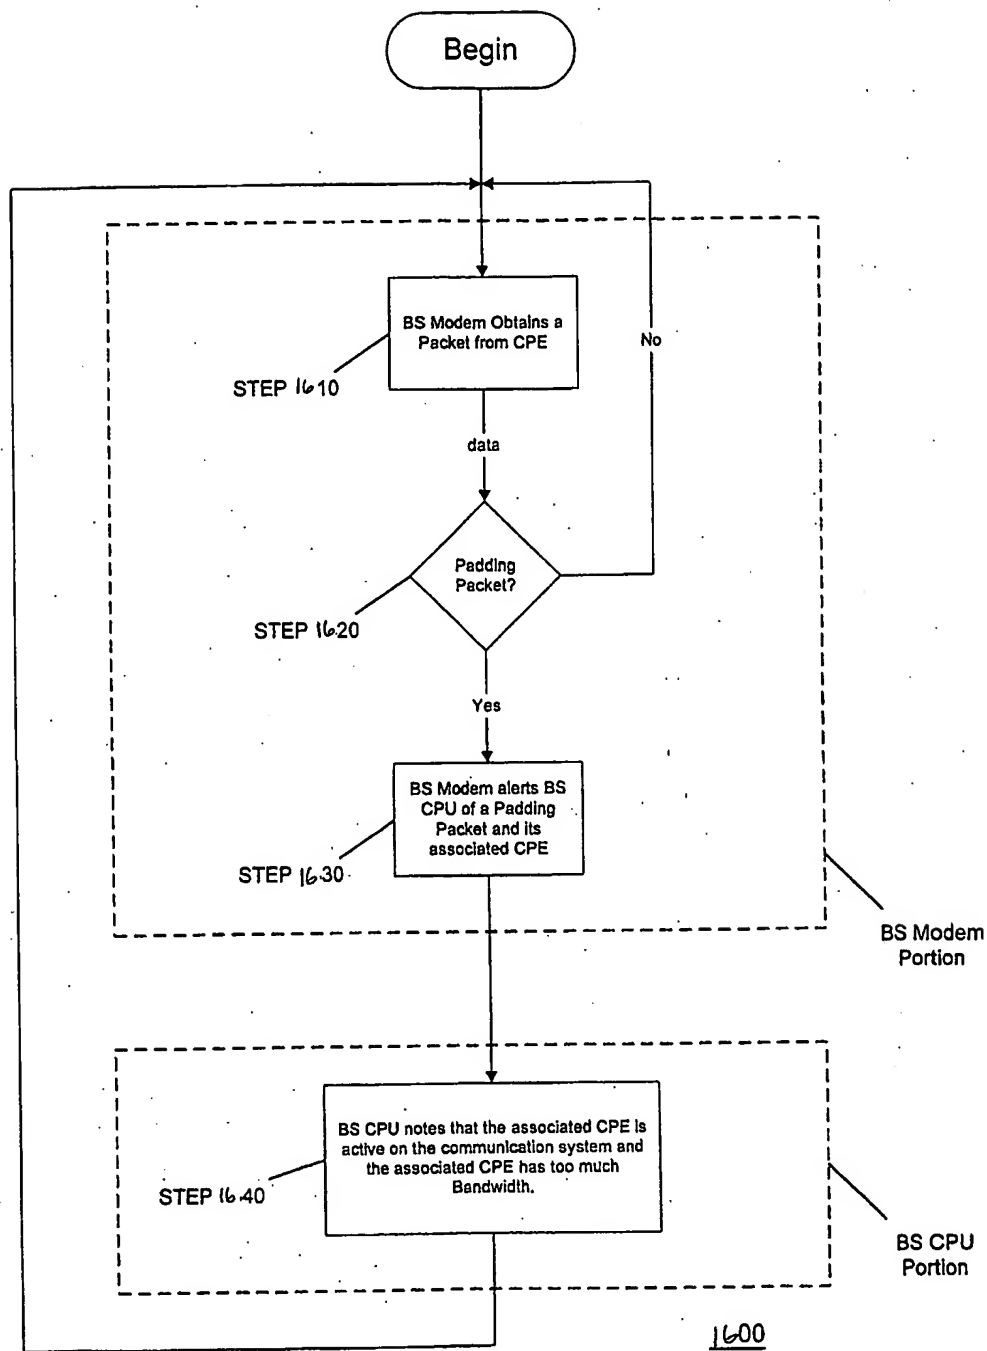 Begin
BS Modem Obtains a
Packet from CPE
No
STEP 1610
data
Padding
Packet?
STEP 1620
Yes
BS Modem alerts BS
CPU of a Padding
Packet and its
associated CPE
STEP 1630
BS Modem
Portion
BS CPU notes that the associated CPE is
active on the communication system and
the associated CPE has too much
Bandwidth.
STEP 1640
BS CPU
Portion
1600